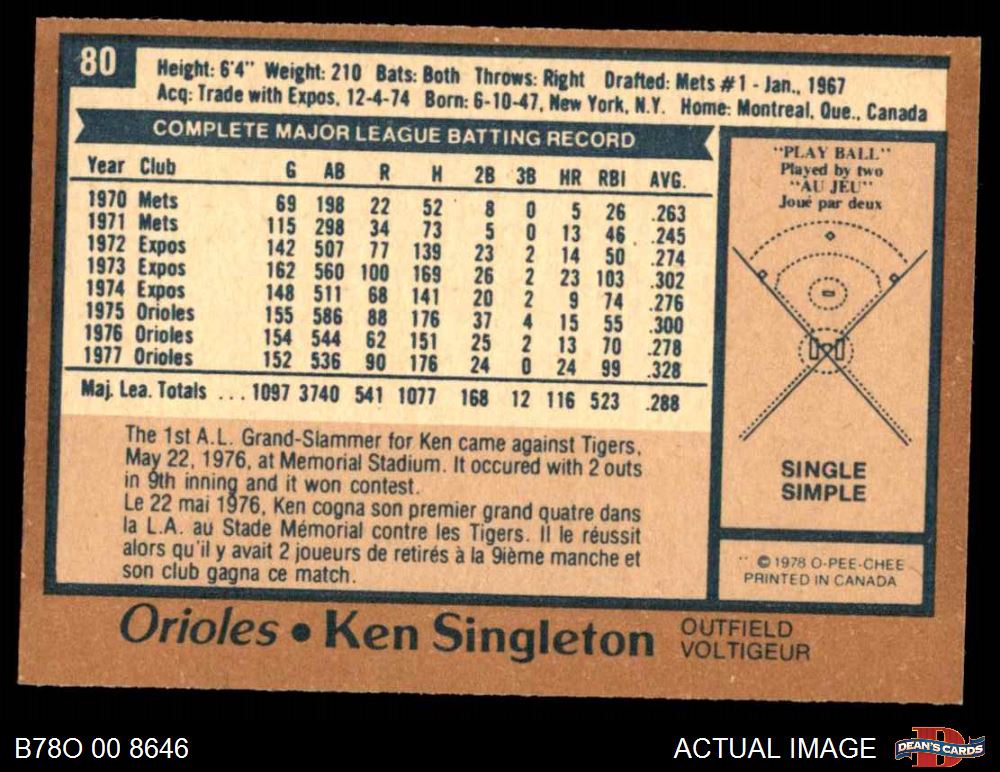 80
Height: 6'4" Weight: 210 Bats: Both Throws: Right Drafted: Mets #1 - Jan., 1967
Acq: Trade with Expos, 12-4-74 Born: 6-10-47, New York, N.Y. Home: Montreal, Que., Canada
COMPLETE MAJOR LEAGUE BATTING RECORD
Year Club G AB R H 2B 3B HR RBI AVG.
1970 Mets 69 198 22 52 8 0 5 26 .263
1971 Mets 115 298 34 73 5 0 13 46 .245
1972 Expos 142 507 77 139 23 2 14 50 .274
1973 Expos 162 560 100 169 26 2 23 103 .302
1974 Expos 148 511 68 141 20 2 9 74 .276
1975 Orioles 155 586 88 176 37 4 15 55 .300
1976 Orioles 154 544 62 151 25 2 13 70 .278
1977 Orioles 152 536 90 176 24 0 24 99 .328
Maj. Lea. Totals ... 1097 3740 541 1077 168 12 116 523 .288
The 1st A.L. Grand-Slammer for Ken came against Tigers,
May 22, 1976, at Memorial Stadium. It occured with 2 outs
in 9th inning and it won contest.
Le 22 mai 1976, Ken cogna son premier grand quatre dans
la L.A. au Stade Mémorial contre les Tigers. Il le réussit
alors qu'il y avait 2 joueurs de retirés à la 9ième manche et
son club gagna ce match.
"PLAY BALL"
Played by two
"AU JEU"
Joué par deux
SINGLE
SIMPLE
** © 1978 O-PEE-CHEE
PRINTED IN CANADA
Orioles • Ken Singleton
OUTFIELD
VOLTIGEUR
B78O 00 8646
ACTUAL IMAGE
DEAN'S CARDS